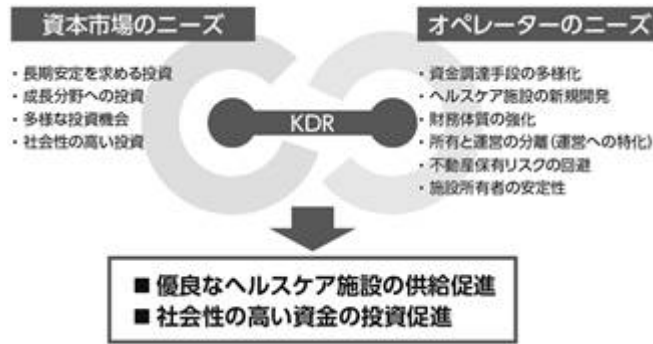 資本市場のニーズ
・長期安定を求める投資
・成長分野への投資
・多様な投資機会
・社会性の高い投資
KDR
オペレーターのニーズ
・資金調達手段の多様化
・ヘルスケア施設の新規開発
・財務体質の強化
・所有と運営の分離(運営への特化)
・不動産保有リスクの回避
・施設所有者の安定性
■ 優良なヘルスケア施設の供給促進
■ 社会性の高い資金の投資促進